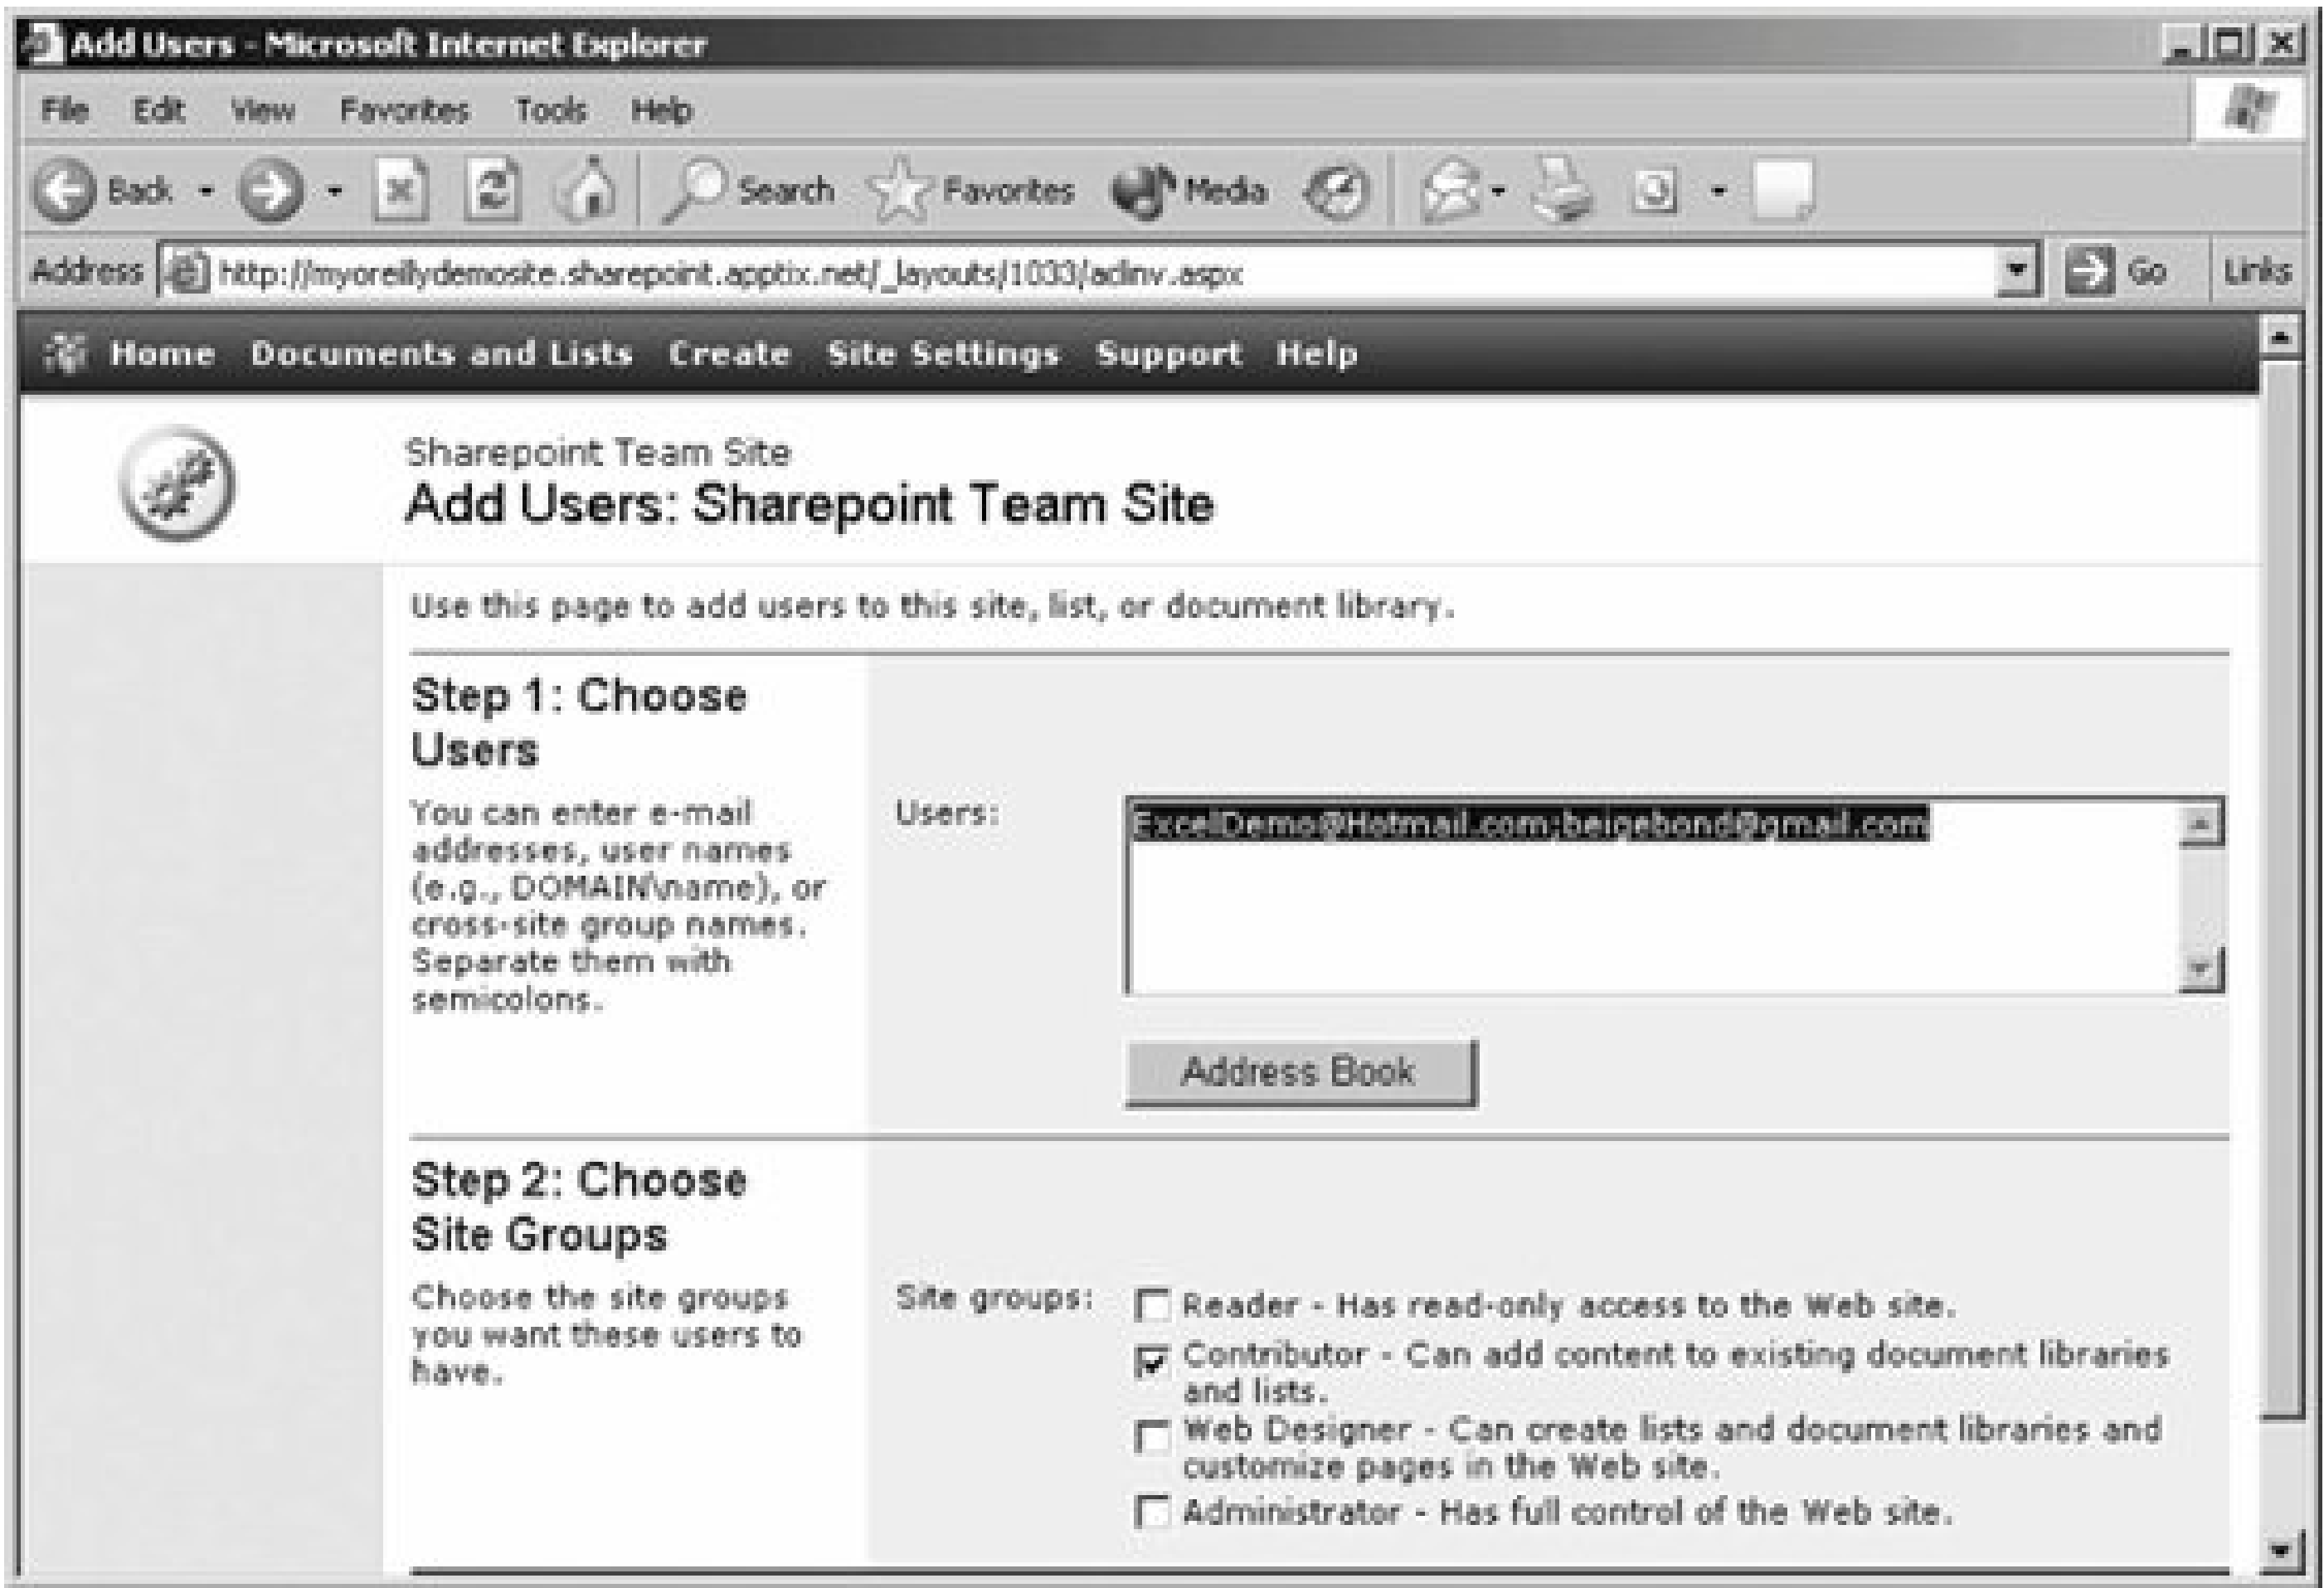 Add Users - Microsoft Internet Explorer
File Edit View Favorites Tools Help
Back Search Favorites Media
Address http://myoreillydemosite.sharepoint.apptix.net/_layouts/1033/aclinv.aspx Go Links
Home Documents and Lists Create Site Settings Support Help
Sharepoint Team Site
Add Users: Sharepoint Team Site
Use this page to add users to this site, list, or document library.
Step 1: Choose
Users
You can enter e-mail
addresses, user names
(e.g., DOMAIN\name), or
cross-site group names.
Separate them with
semicolons.
Users:
ExcelDemo@Hotmail.com;beigebond@gmail.com
Address Book
Step 2: Choose
Site Groups
Choose the site groups
you want these users to
have.
Site groups:
Reader - Has read-only access to the Web site.
Contributor - Can add content to existing document libraries
and lists.
Web Designer - Can create lists and document libraries and
customize pages in the Web site.
Administrator - Has full control of the Web site.